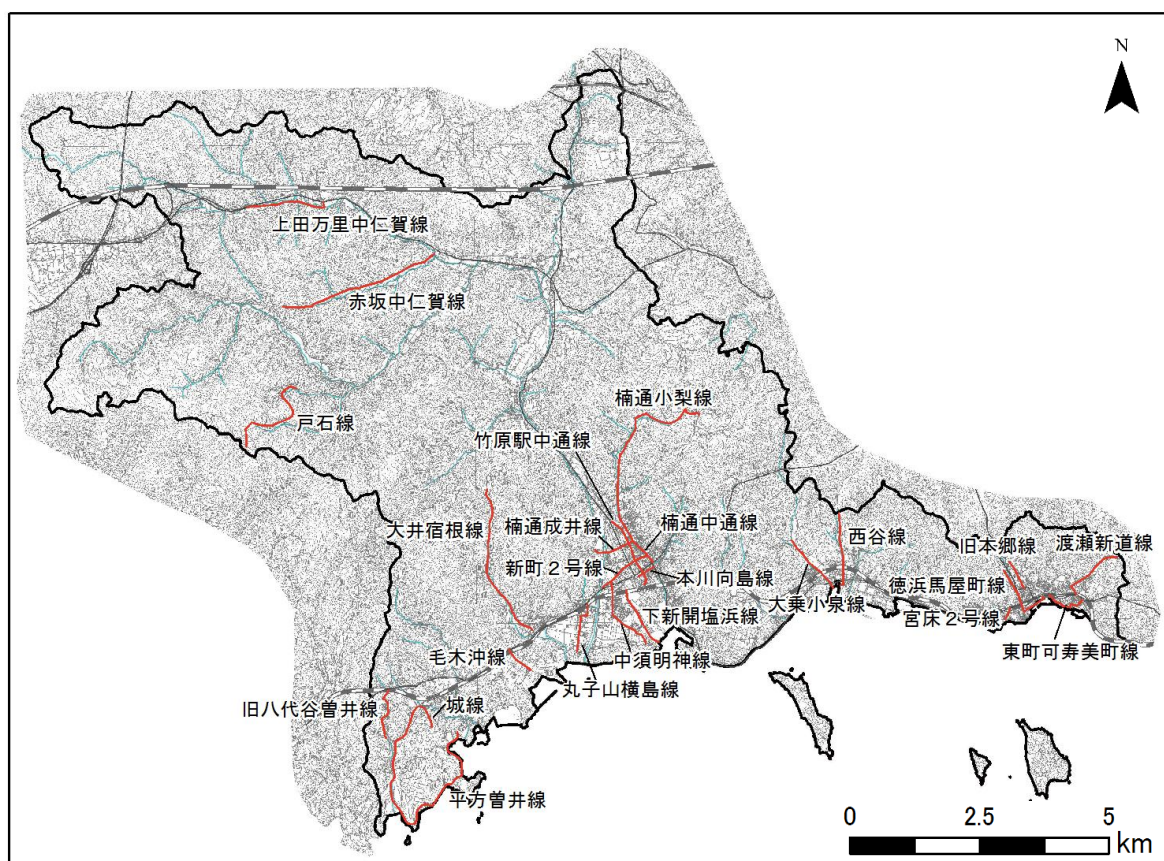 N
上田万里中仁賀線
赤坂中仁賀線
戸石線
楠通小梨線
竹原駅中通線
大井宿根線
楠通成井線
楠通中通線
新町２号線
本川向島線
西谷線
旧本郷線
渡瀬新道線
徳浜馬屋町線
大乗小泉線
宮床２号線
下新開塩浜線
東町可寿美町線
中須明神線
毛木沖線
丸子山横島線
旧八代谷曽井線
城線
平方曽井線
0 2.5 5
km